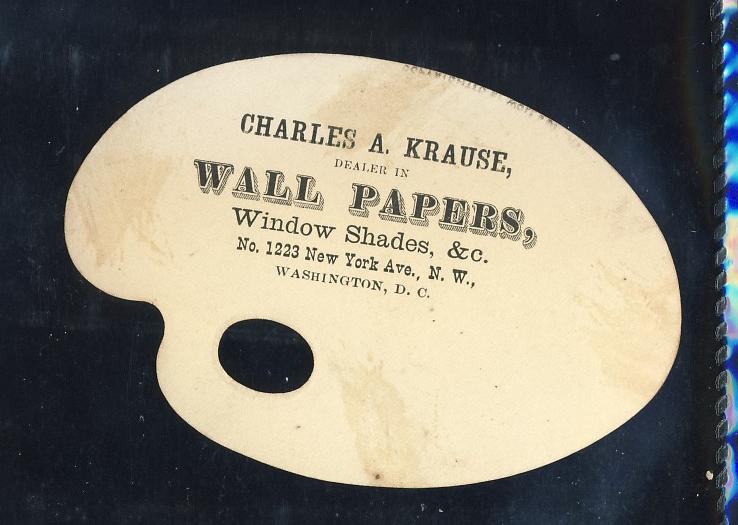 CHARLES A. KRAUSE,
DEALER IN
WALL PAPERS,
Window Shades, &c.
No. 1223 New York Ave., N. W.,
WASHINGTON, D. C.